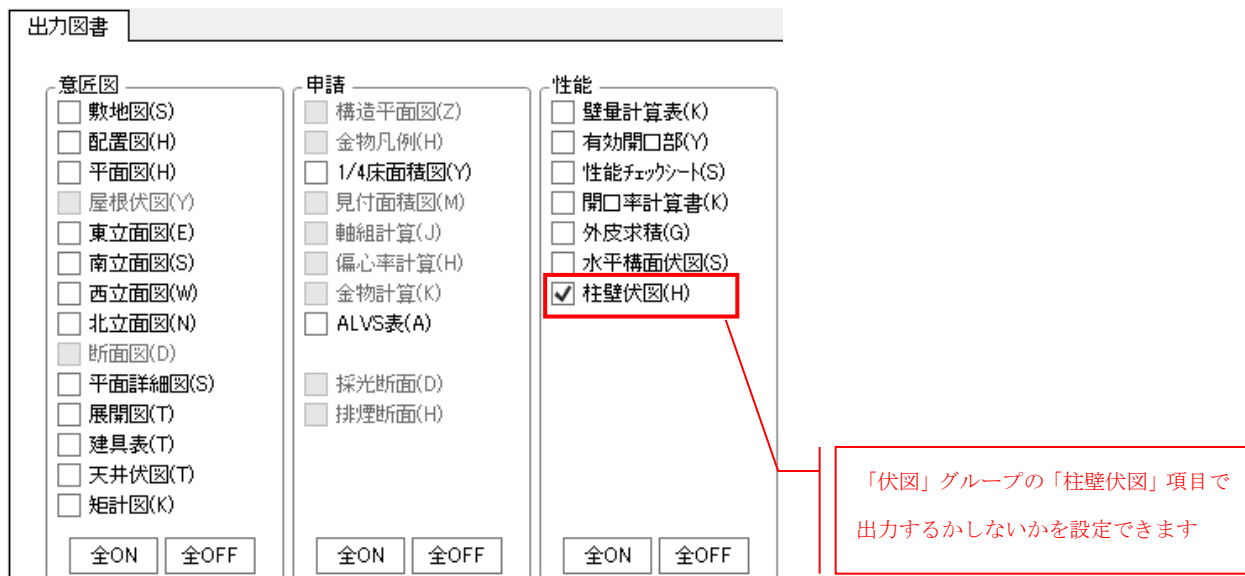 出力図書
意匠図
敷地図(S)
配置図(H)
平面図(H)
屋根伏図(Y)
東立面図(E)
南立面図(S)
西立面図(W)
北立面図(N)
断面図(D)
平面詳細図(S)
展開図(T)
建具表(T)
天井伏図(T)
矩計図(K)
全ON 全OFF
申請
構造平面図(Z)
金物凡例(H)
1/4床面積図(Y)
見付面積図(M)
軸組計算(J)
偏心率計算(H)
金物計算(K)
ALVS表(A)
採光断面(D)
排煙断面(H)
全ON 全OFF
性能
壁量計算表(K)
有効開口部(Y)
性能チェックシート(S)
開口率計算書(K)
外皮求積(G)
水平構面伏図(S)
柱壁伏図(H)
全ON 全OFF
「伏図」グループの「柱壁伏図」項目で
出力するかしないかを設定できます